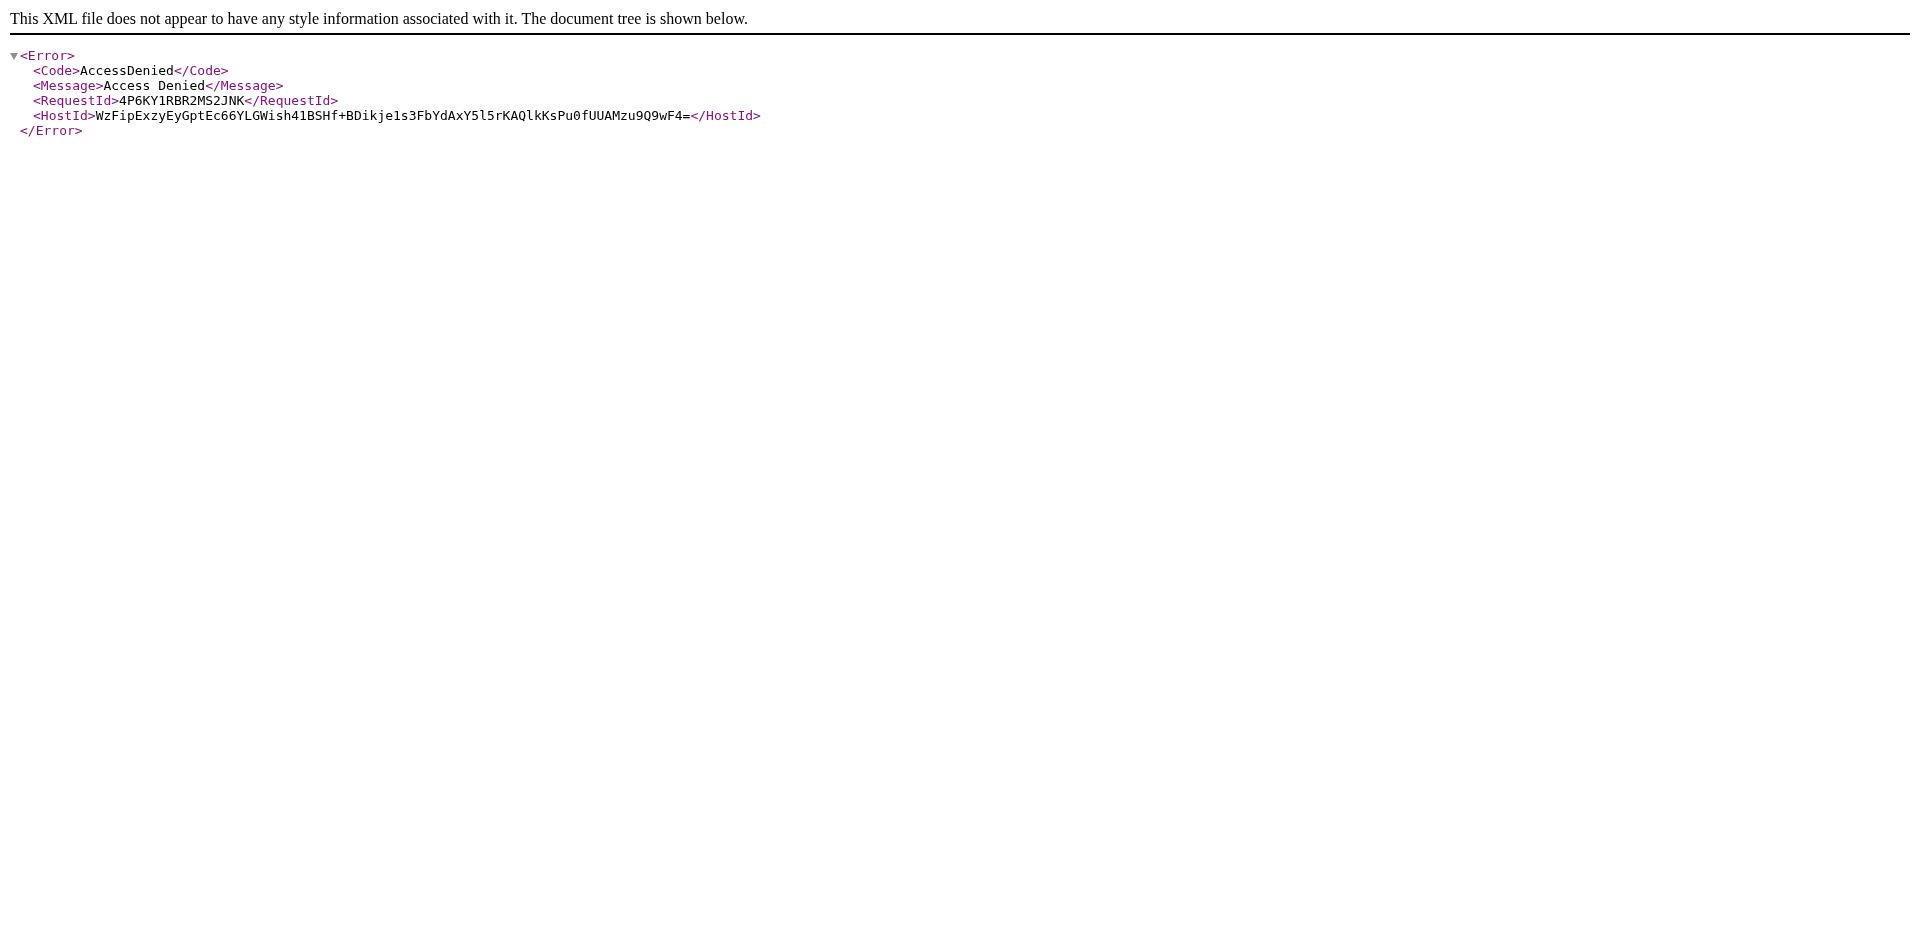 This XML file does not appear to have any style information associated with it. The document tree is shown below.
<Error>
<Code>AccessDenied</Code>
<Message>Access Denied</Message>
<RequestId>4P6KY1RBR2MS2JNK</RequestId>
<HostId>WzFipExzyEyGptEc66YLGWish41BSHf+BDikje1s3FbYdAxY5l5rKAQlkKsPu0fUUAMzu9Q9wF4=</HostId>
</Error>